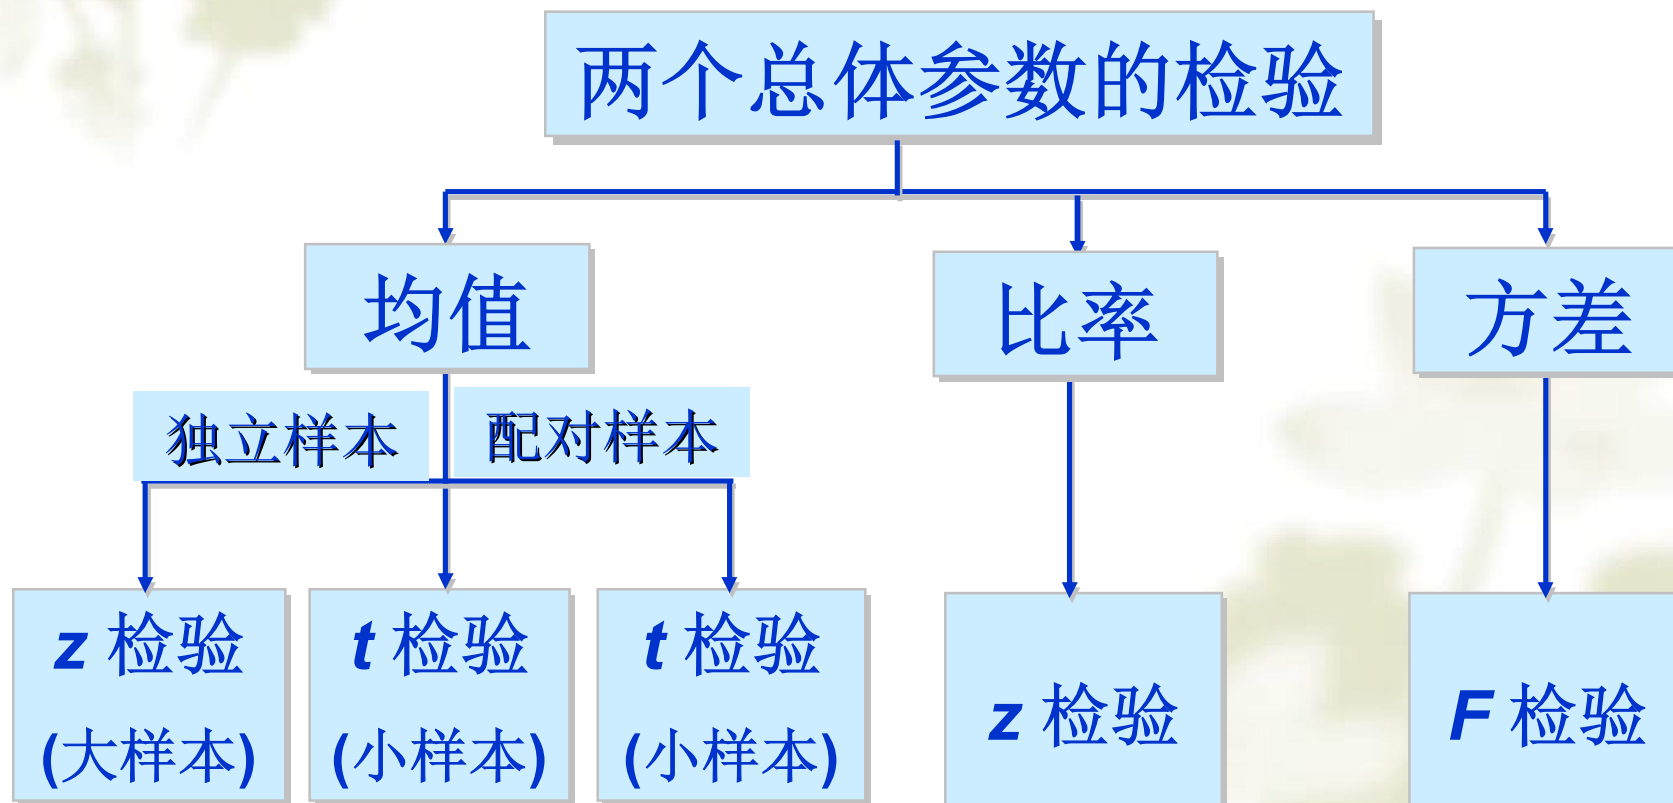 两个总体参数的检验
均值
比率
方差
独立样本
配对样本
z 检验
(大样本)
t 检验
(小样本)
t 检验
(小样本)
z 检验
F 检验